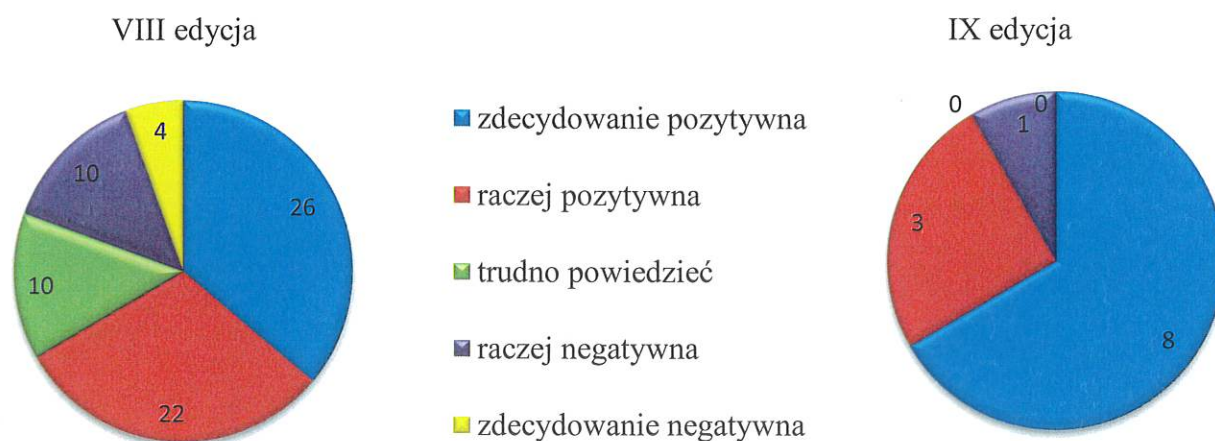 VIII edycja
4
10
26
10
22
zdecydowanie pozytywna
raczej pozytywna
trudno powiedzieć
raczej negatywna
zdecydowanie negatywna
IX edycja
0
0
1
3
8